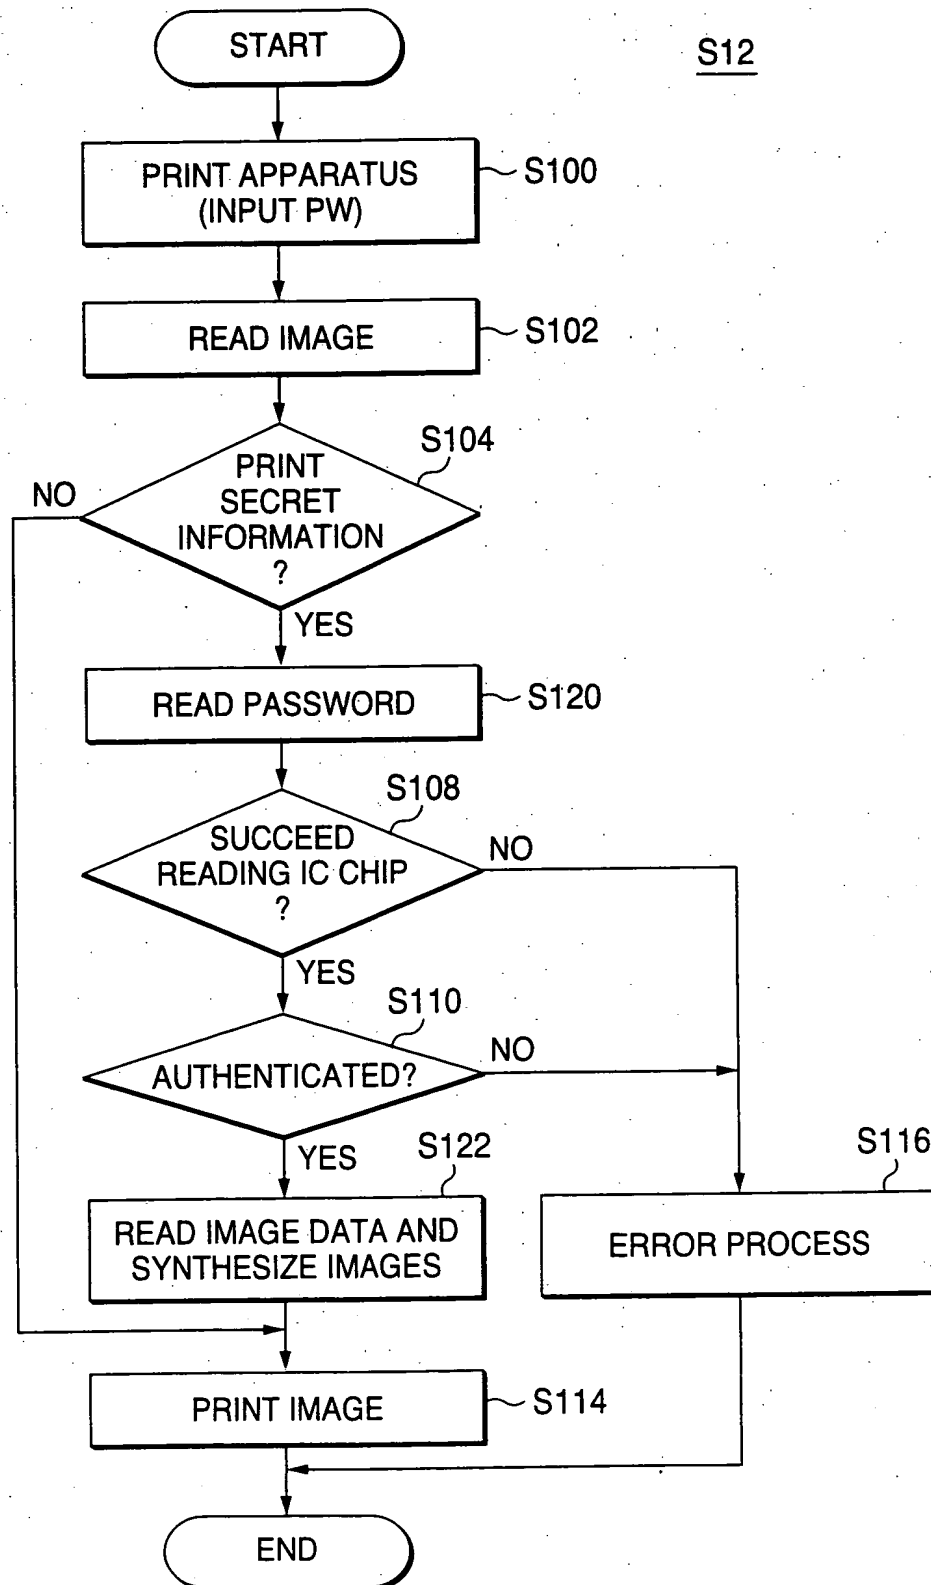 START
S12
PRINT APPARATUS
(INPUT PW)
S100
READ IMAGE
S102
S104
PRINT
SECRET
INFORMATION
?
NO
YES
READ PASSWORD
S120
S108
SUCCEED
READING IC CHIP
?
NO
YES
S110
AUTHENTICATED?
NO
YES
S122
READ IMAGE DATA AND
SYNTHESIZE IMAGES
S116
ERROR PROCESS
PRINT IMAGE
S114
END